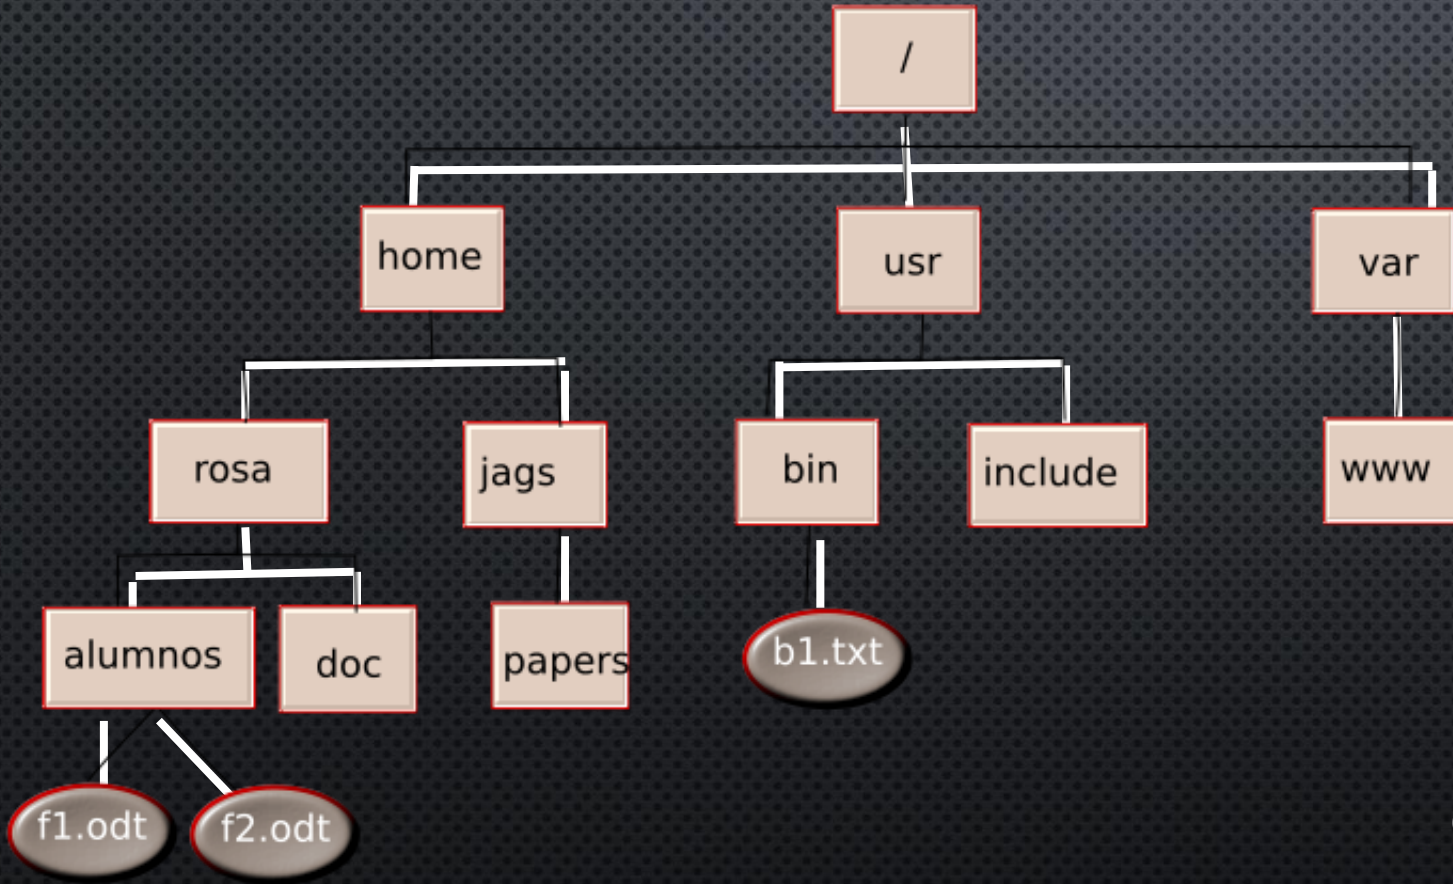 /
home
usr
var
rosa
jags
bin
include
www
alumnos
doc
papers
b1.txt
f1.odt
f2.odt